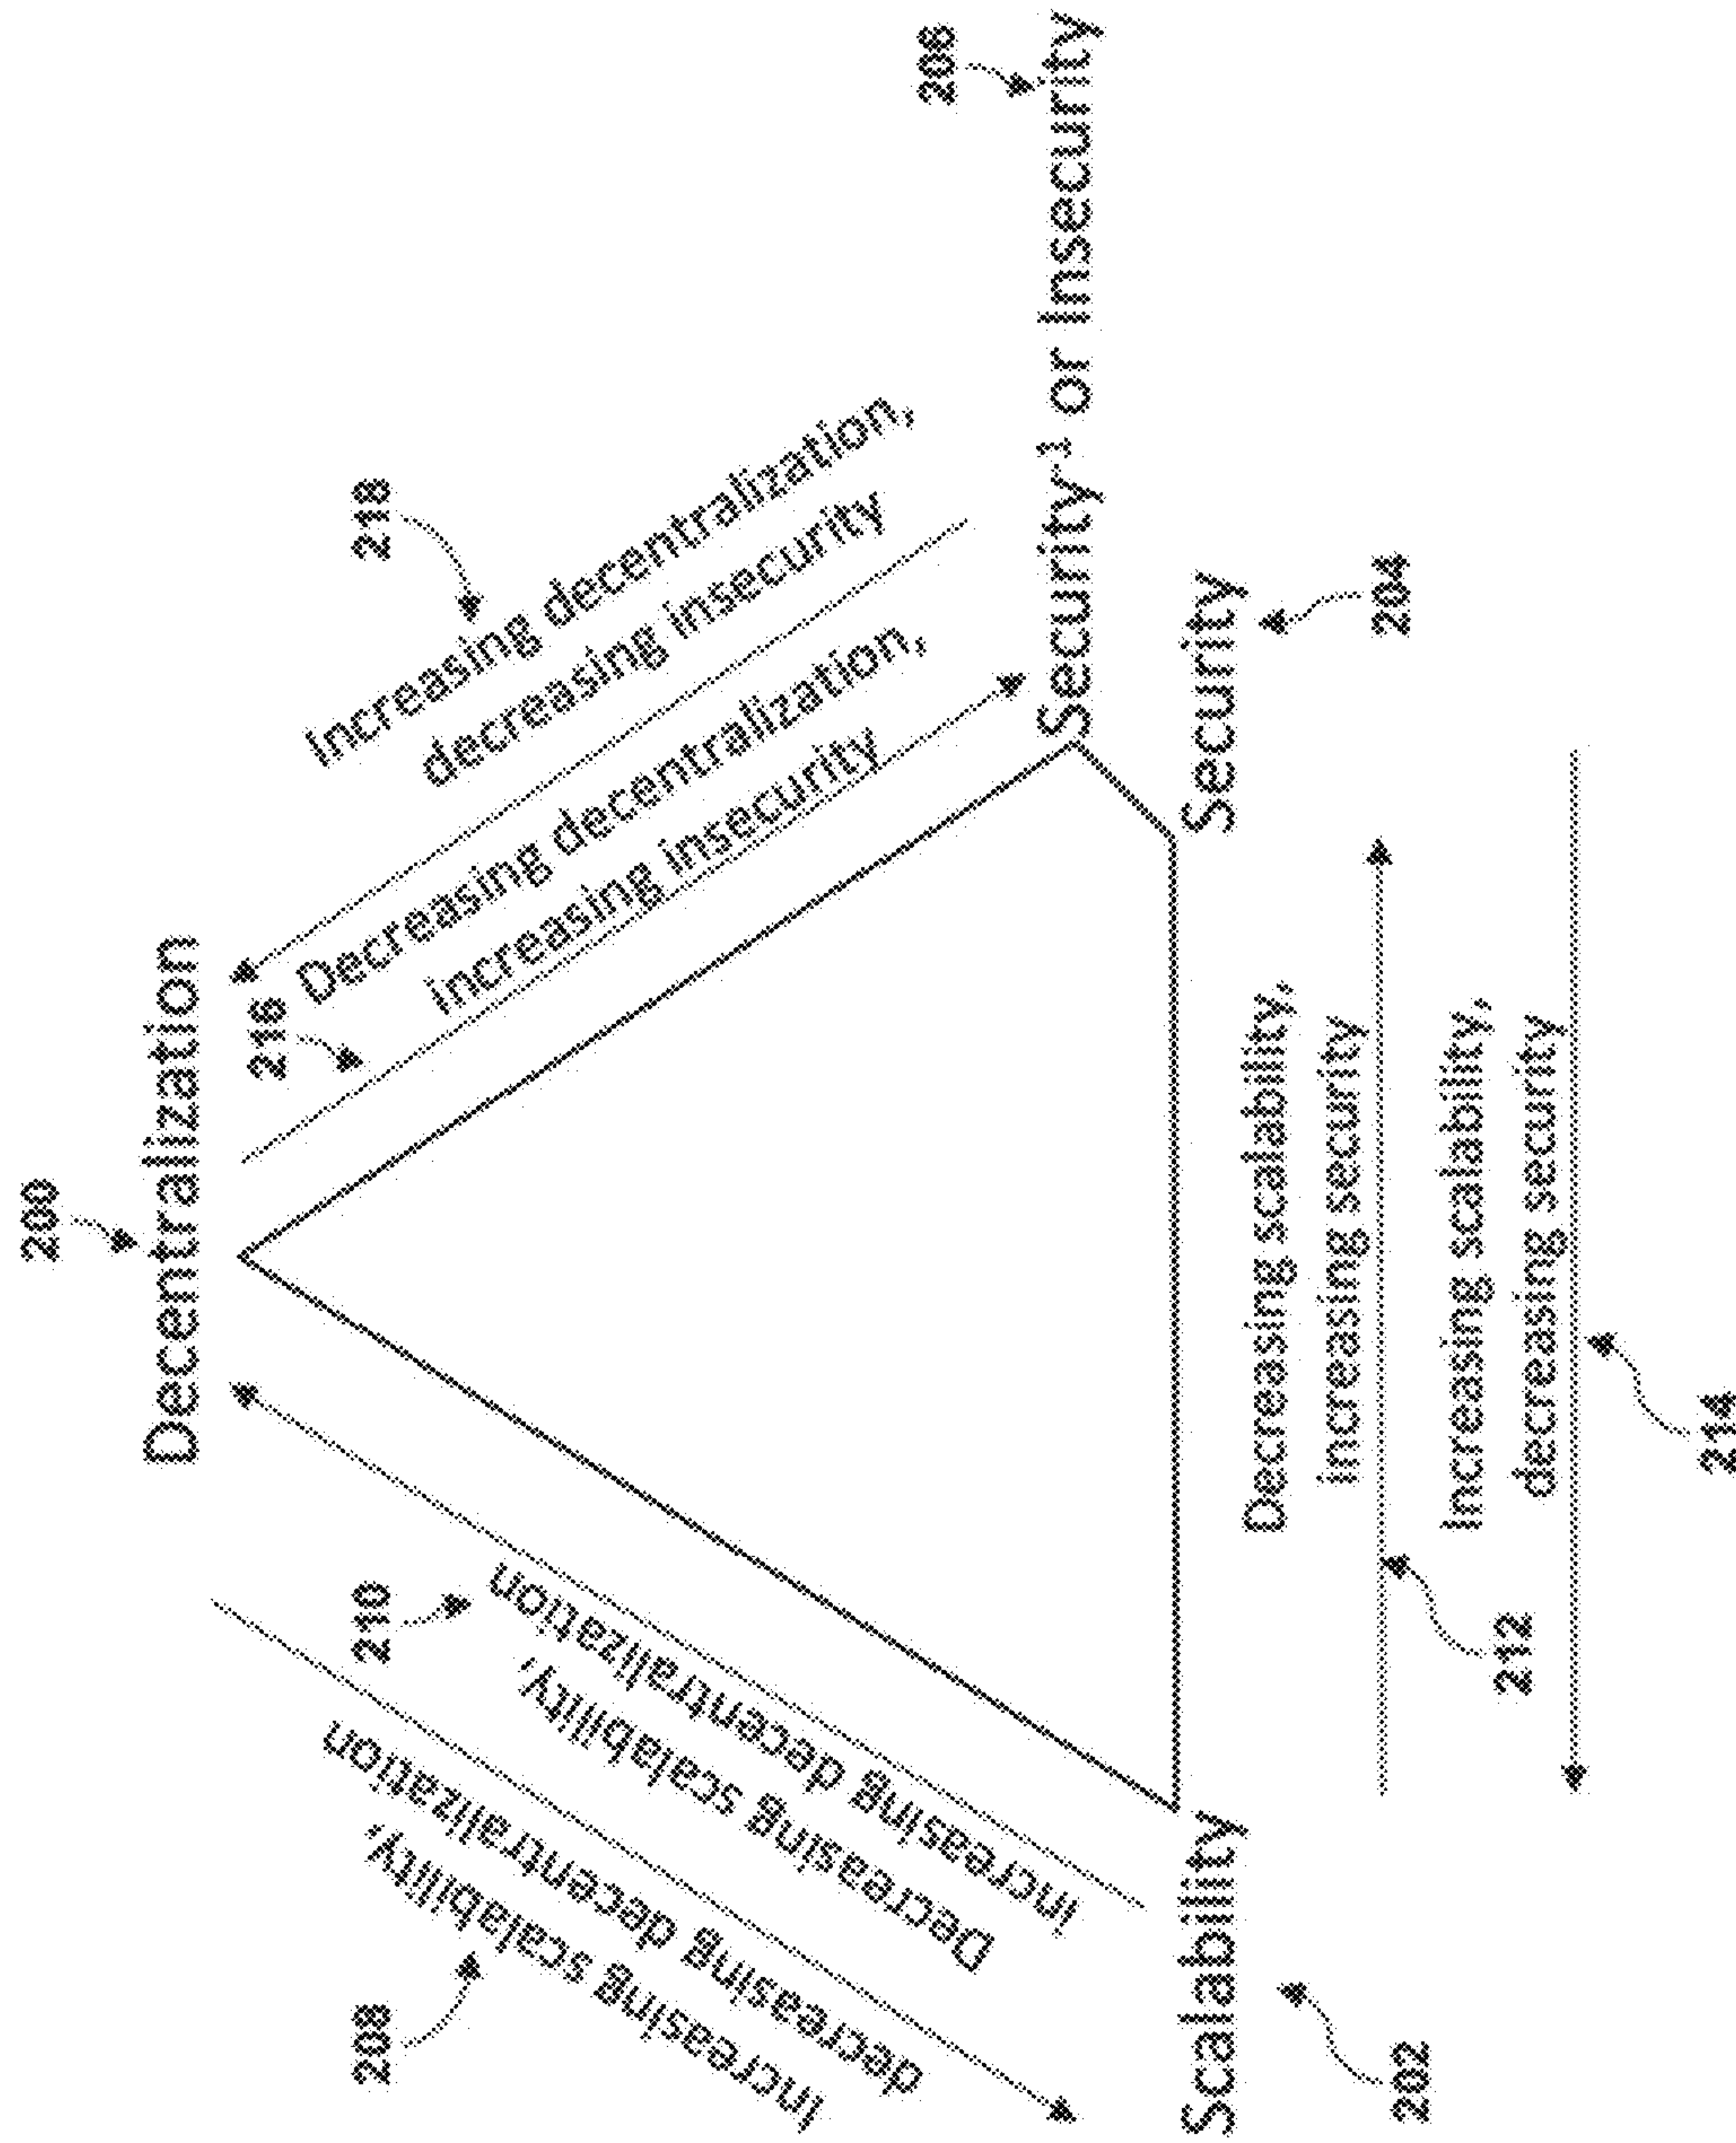 200
Decentralization
218
Increasing decentralization,
decreasing insecurity
216
Decreasing decentralization,
increasing insecurity
208
Increasing scalability,
decreasing decentralization
210
Decreasing scalability,
increasing decentralization
206
Security⁻¹ or Insecurity
Scalability
Security
202
204
Decreasing scalability,
increasing security
212
Increasing scalability,
decreasing security
214